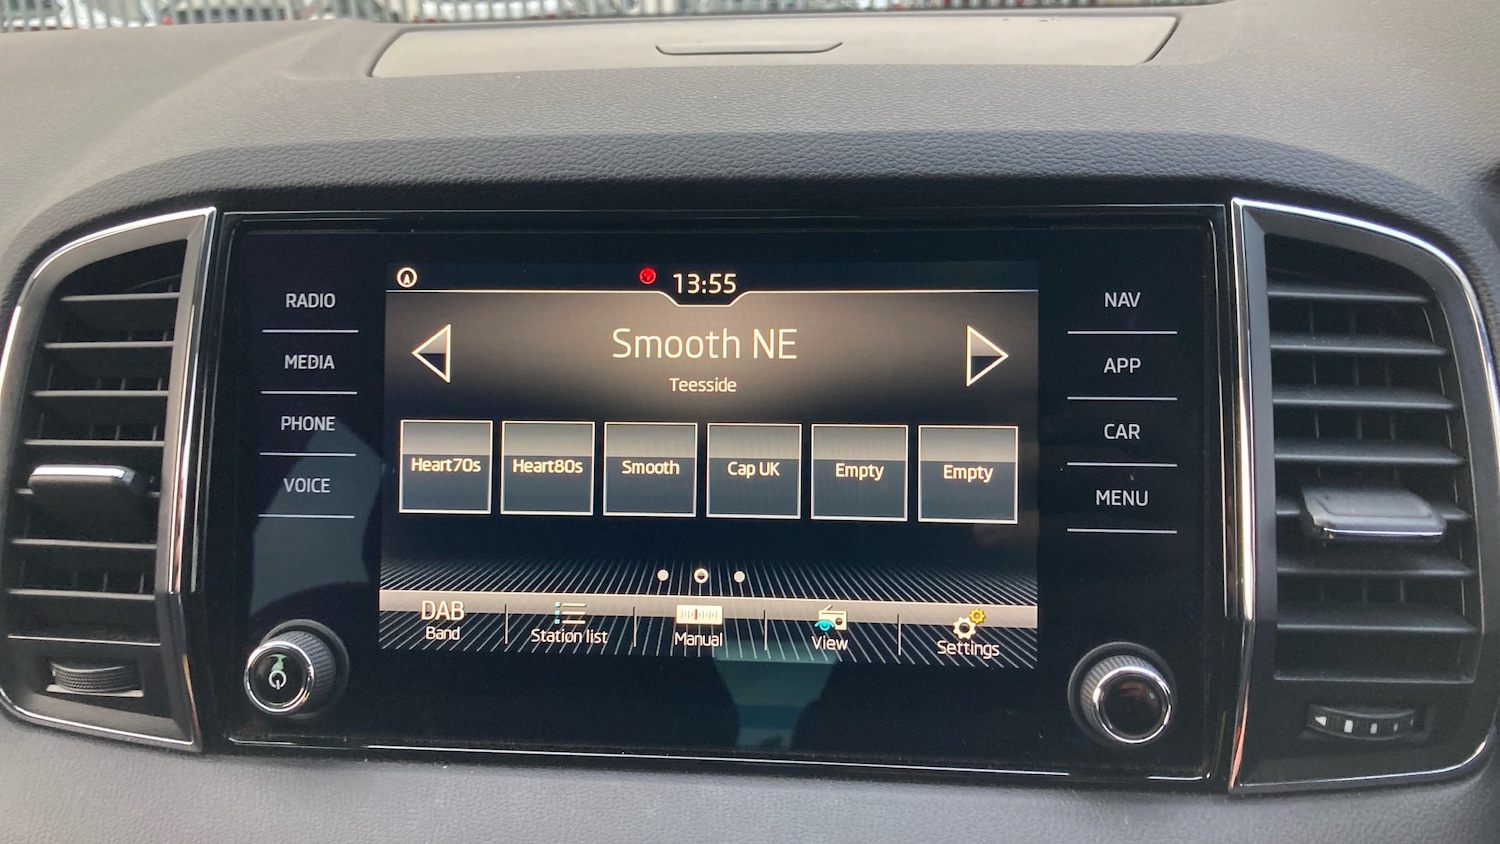 13:55
RADIO
MEDIA
PHONE
VOICE
Smooth NE
Teesside
Heart70s Heart80s Smooth Cap UK Empty Empty
DAB
Band
Station list
Manual
View
Settings
NAV
APP
CAR
MENU